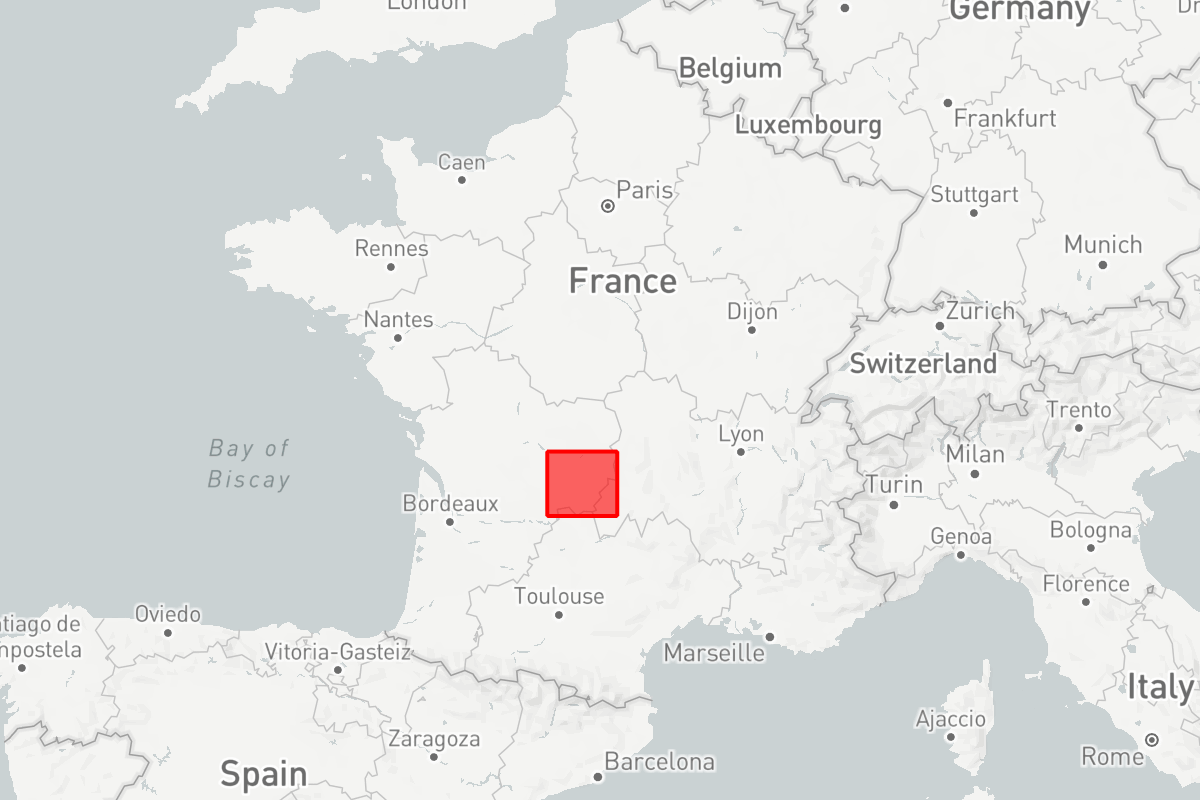 London
Germany
Dr
Belgium
Luxembourg
Frankfurt
Caen
Paris
Stuttgart
Rennes
Munich
France
Nantes
Dijon
Zurich
Switzerland
Trento
Bay of
Biscay
Lyon
Milan
Turin
Bordeaux
Genoa
Bologna
Toulouse
Florence
Oviedo
tiago de
mpostela
Vitoria-Gasteiz
Marseille
Italy
Ajaccio
Zaragoza
Rome
Spain
Barcelona